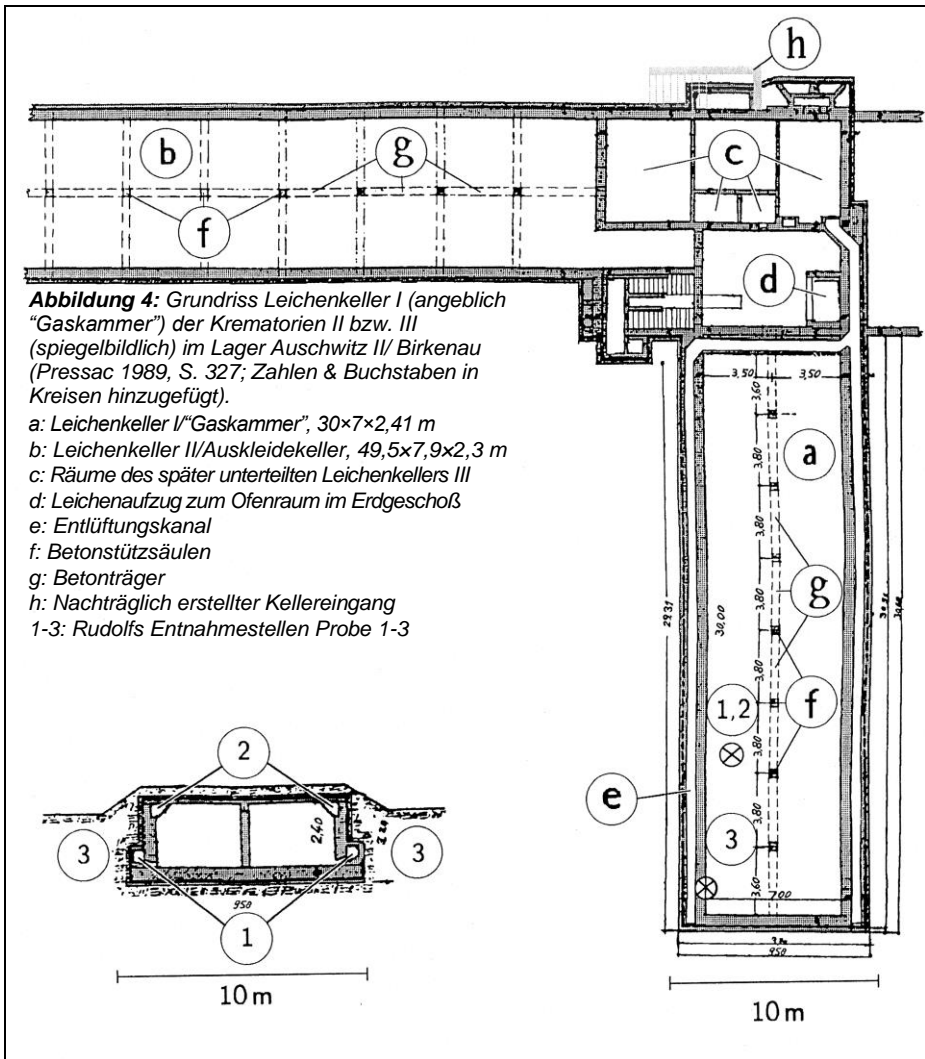 h
b
g
c
f
d
Abbildung 4: Grundriss Leichenkeller I (angeblich
“Gaskammer”) der Krematorien II bzw. III
(spiegelbildlich) im Lager Auschwitz II/ Birkenau
(Pressac 1989, S. 327; Zahlen & Buchstaben in
Kreisen hinzugefügt).
a: Leichenkeller I/“Gaskammer”, 30×7×2,41 m
b: Leichenkeller II/Auskleidekeller, 49,5×7,9×2,3 m
c: Räume des später unterteilten Leichenkellers III
d: Leichenaufzug zum Ofenraum im Erdgeschoß
e: Entlüftungskanal
f: Betonstützsäulen
g: Betonträger
h: Nachträglich erstellter Kellereingang
1-3: Rudolfs Entnahmestellen Probe 1-3
3,50
3,50
3,60
a
3,80
3,80
3,80
g
30,00
3,80
3,80
f
1,2
3,80
e
3,80
3
3,60
7,00
950
10 m
2
2,40
3
3
950
1
10 m